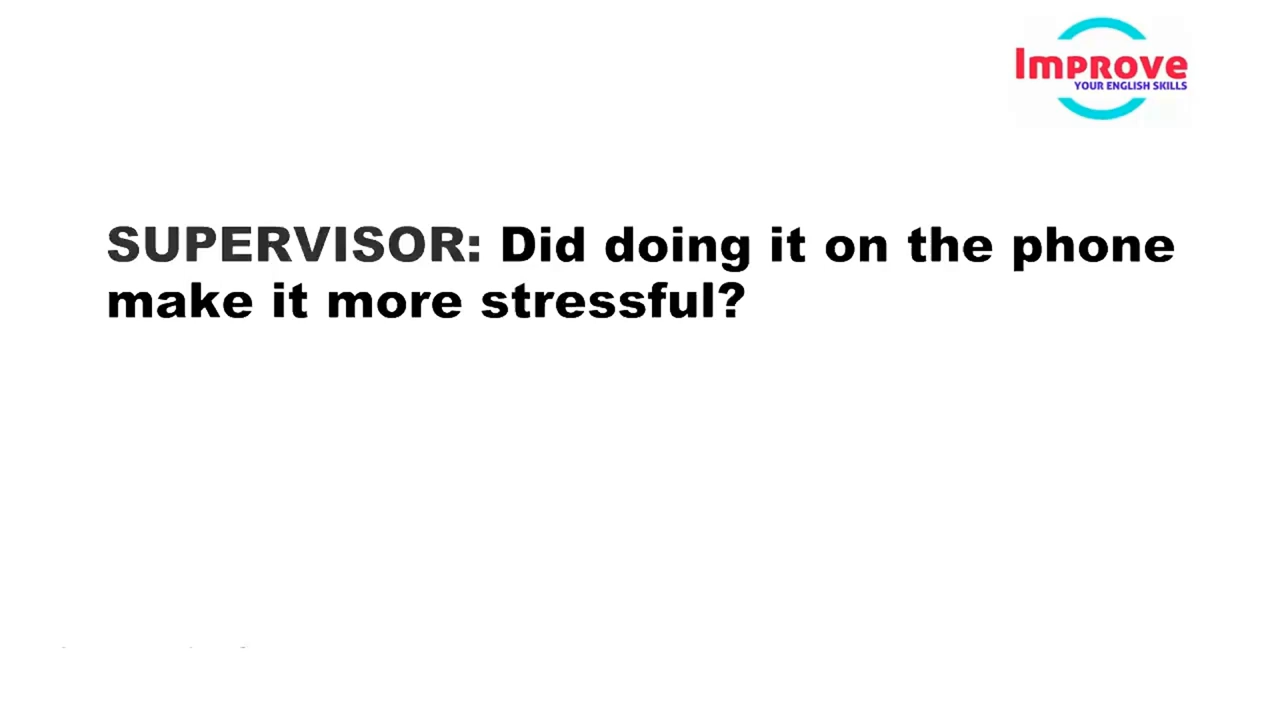 Improve
YOUR ENGLISH SKILLS
SUPERVISOR: Did doing it on the phone
make it more stressful?